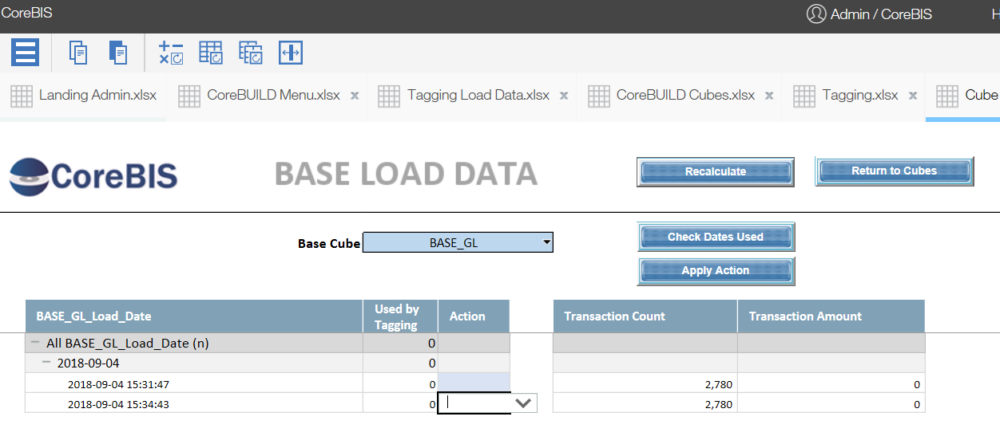 CoreBIS
Admin / CoreBIS
Landing Admin.xlsx
CoreBUILD Menu.xlsx
Tagging Load Data.xlsx
CoreBUILD Cubes.xlsx
Tagging.xlsx
Cube
CoreBIS
BASE LOAD DATA
Recalculate
Return to Cubes
Base Cube
BASE_GL
Check Dates Used
Apply Action
BASE_GL_Load_Date
Used by
Tagging
Action
Transaction Count
Transaction Amount
All BASE_GL_Load_Date (n) 0
2018-09-04 0
2018-09-04 15:31:47 0 2,780 0
2018-09-04 15:34:43 0 2,780 0